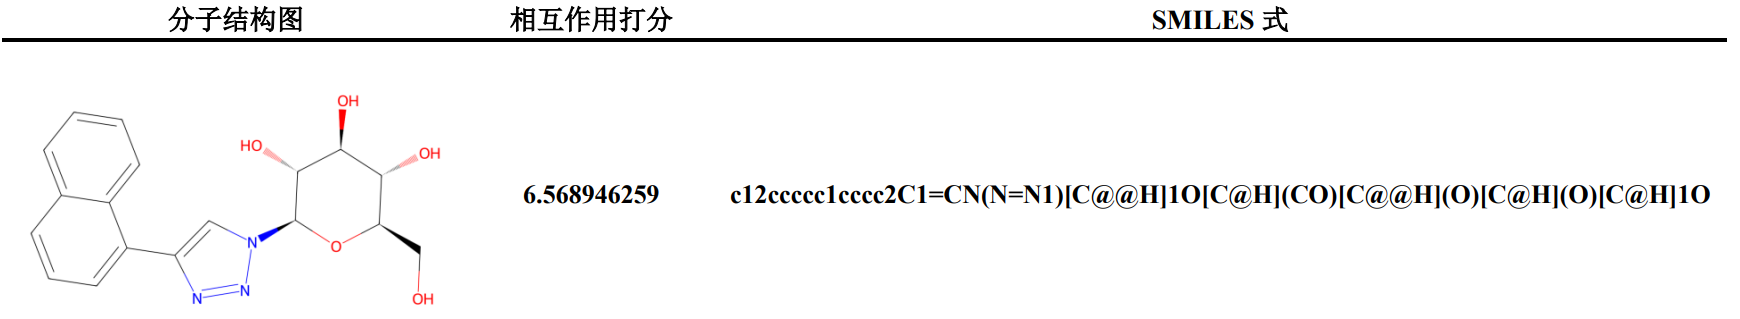 分子结构图 相互作用打分 SMILES 式
OH
HO
OH
6.568946259 c12ccccc1cccc2C1=CN(N=N1)[C@@H]1O[C@H](CO)[C@@H](O)[C@H](O)[C@H]1O
N
O
N
N
OH